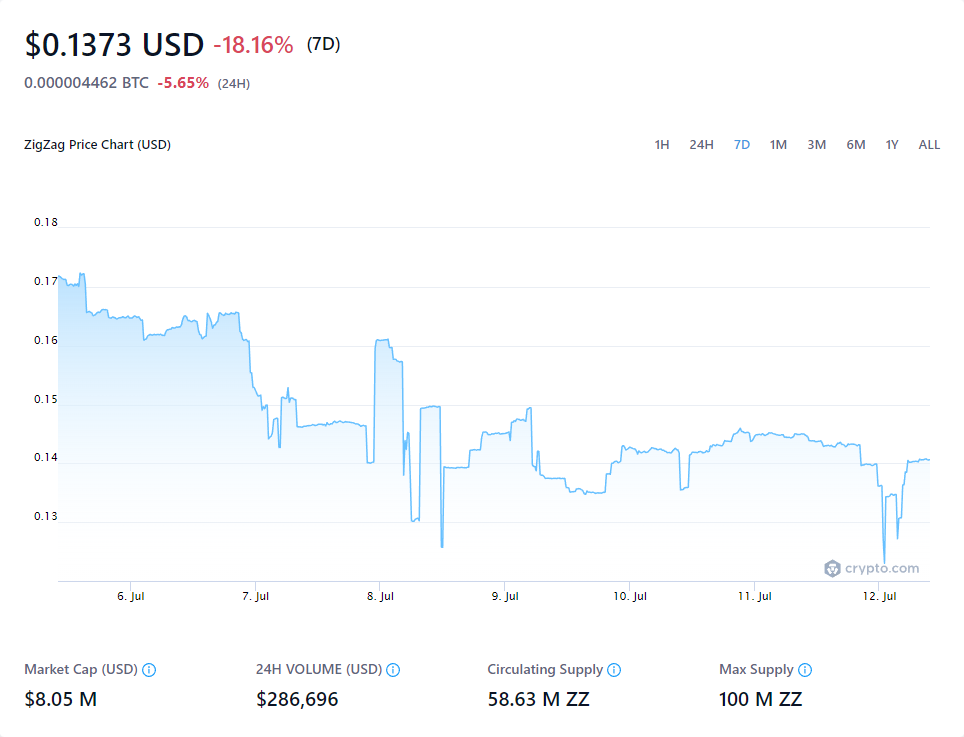 $0.1373 USD -18.16% (7D)
0.000004462 BTC -5.65% (24H)
ZigZag Price Chart (USD) 1H 24H 7D 1M 3M 6M 1Y ALL
0.18
0.17
0.16
0.15
0.14
0.13
crypto.com
6. Jul 7. Jul 8. Jul 9. Jul 10. Jul 11. Jul 12. Jul
Market Cap (USD) 24H VOLUME (USD) Circulating Supply Max Supply
$8.05 M $286,696 58.63 M ZZ 100 M ZZ